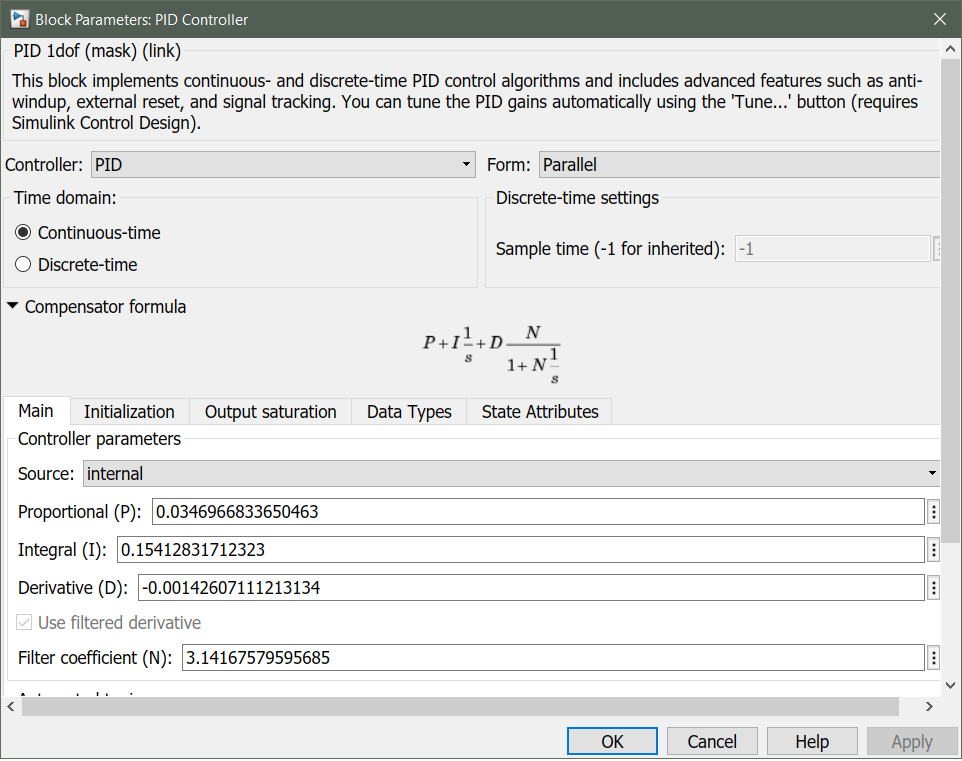 Block Parameters: PID Controller
PID 1dof (mask) (link)
This block implements continuous- and discrete-time PID control algorithms and includes advanced features such as anti-
windup, external reset, and signal tracking. You can tune the PID gains automatically using the 'Tune...' button (requires
Simulink Control Design).
Controller: PID Form: Parallel
Time domain: Discrete-time settings
Continuous-time
Sample time (-1 for inherited): -1
Discrete-time
Compensator formula
P + I 1/s + D N/(1 + N 1/s)
Main Initialization Output saturation Data Types State Attributes
Controller parameters
Source: internal
Proportional (P): 0.0346966833650463
Integral (I): 0.15412831712323
Derivative (D): -0.00142607111213134
Use filtered derivative
Filter coefficient (N): 3.14167579595685
OK Cancel Help Apply